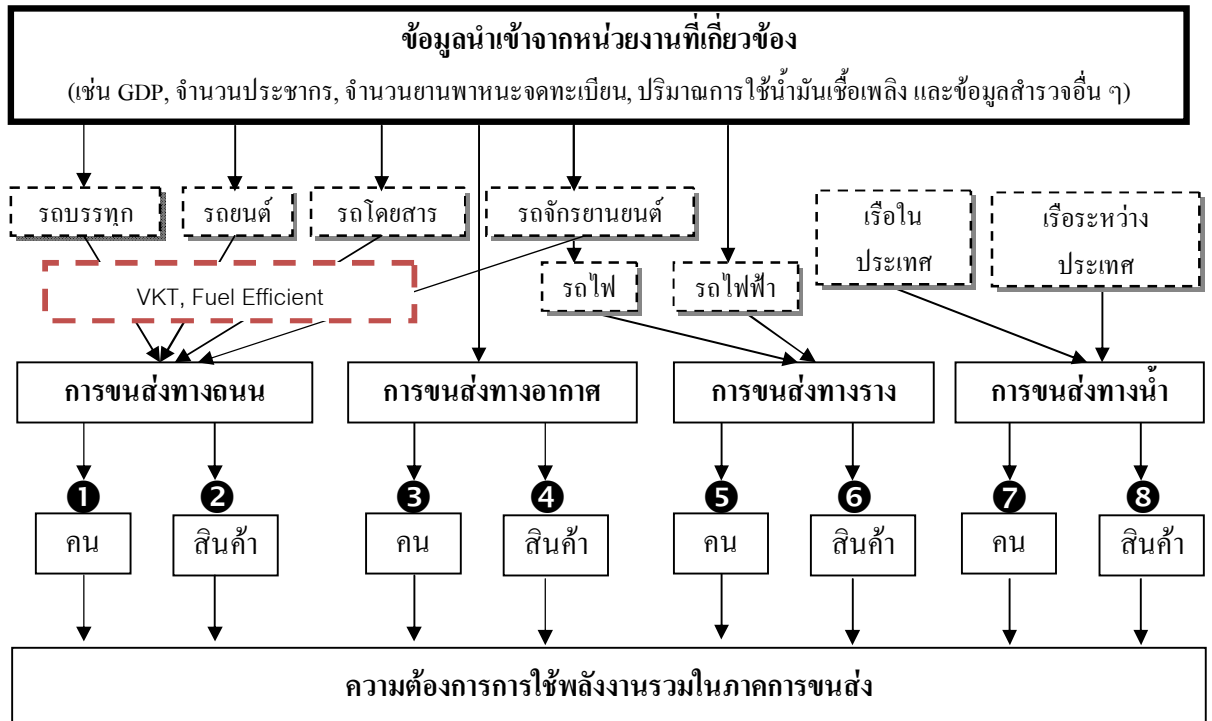 ข้อมูลนำเข้าจากหน่วยงานที่เกี่ยวข้อง
(เช่น GDP, จำนวนประชากร, จำนวนยานพาหนะจดทะเบียน, ปริมาณการใช้น้ำมันเชื้อเพลิง และข้อมูลสำรวจอื่น ๆ)
รถบรรทุก
รถยนต์
รถโดยสาร
รถจักรยานยนต์
เรือใน
ประเทศ
เรือระหว่าง
ประเทศ
VKT, Fuel Efficient
รถไฟ
รถไฟฟ้า
การขนส่งทางถนน
การขนส่งทางอากาศ
การขนส่งทางราง
การขนส่งทางน้ำ
❶
❷
❸
❹
❺
❻
❼
❽
คน
สินค้า
คน
สินค้า
คน
สินค้า
คน
สินค้า
ความต้องการการใช้พลังงานรวมในภาคการขนส่ง